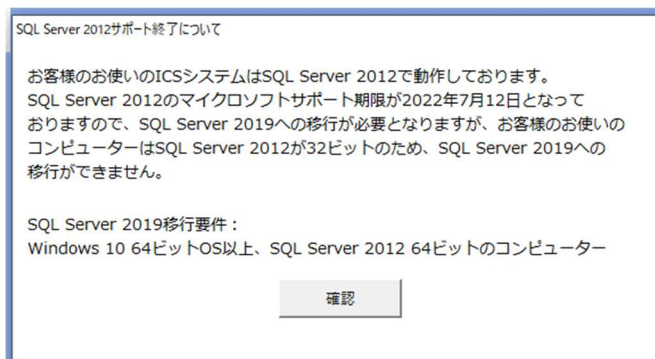 SQL Server 2012サポート終了について
お客様のお使いのICSシステムはSQL Server 2012で動作しております。
SQL Server 2012のマイクロソフトサポート期限が2022年7月12日となって
おりますので、SQL Server 2019への移行が必要となりますが、お客様のお使いの
コンピューターはSQL Server 2012が32ビットのため、SQL Server 2019への
移行ができません。
SQL Server 2019移行要件：
Windows 10 64ビットOS以上、SQL Server 2012 64ビットのコンピューター
確認